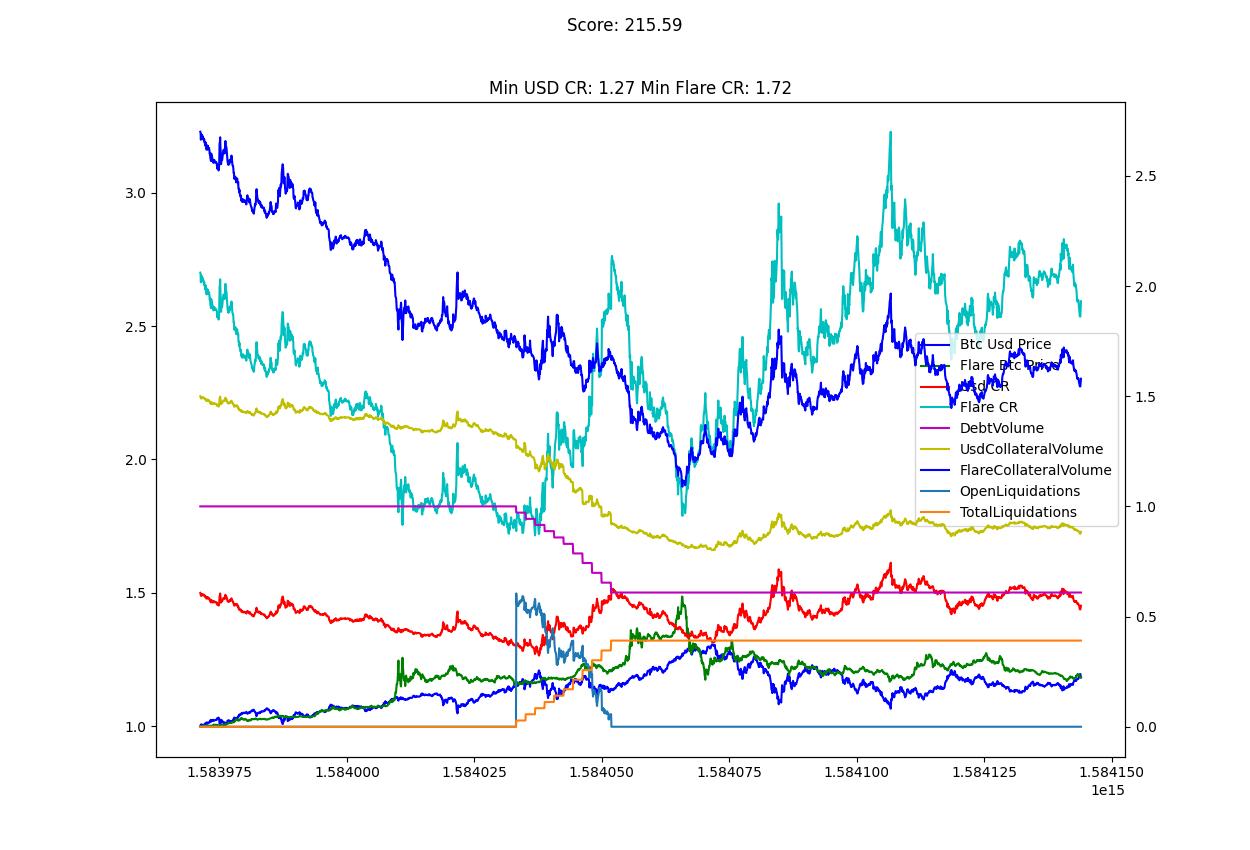 Score: 215.59
Min USD CR: 1.27 Min Flare CR: 1.72
3.0
2.5
2.0
1.5
1.0
2.5
2.0
1.5
1.0
0.5
0.0
Btc Usd Price
Flare Btc Price
Usd CR
Flare CR
DebtVolume
UsdCollateralVolume
FlareCollateralVolume
OpenLiquidations
TotalLiquidations
1.583975 1.584000 1.584025 1.584050 1.584075 1.584100 1.584125 1.584150
1e15